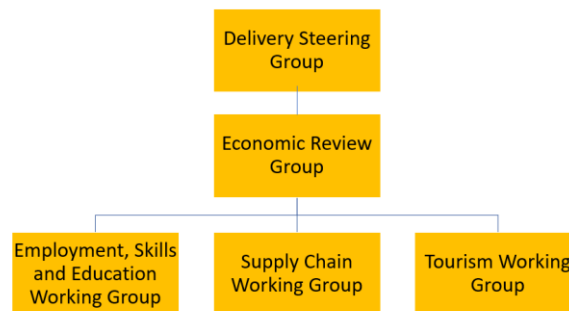 Delivery Steering
Group
Economic Review
Group
Employment, Skills
and Education
Working Group
Supply Chain
Working Group
Tourism Working
Group